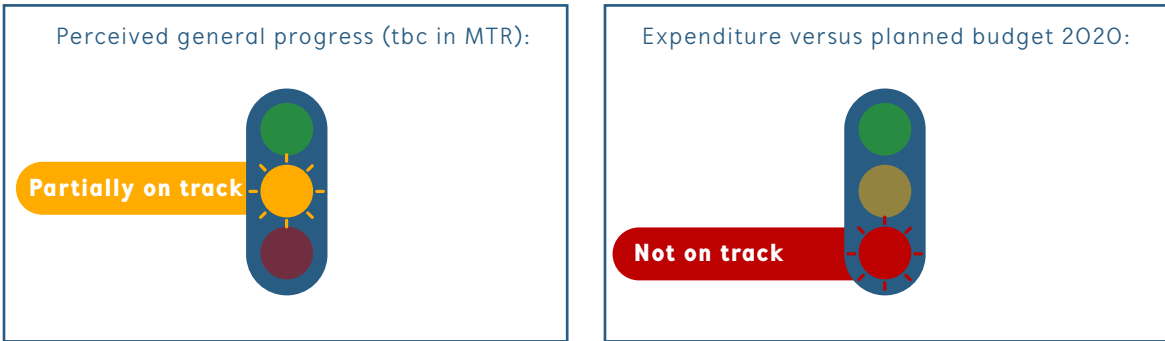 Perceived general progress (tbc in MTR):
Partially on track
Expenditure versus planned budget 2020:
Not on track